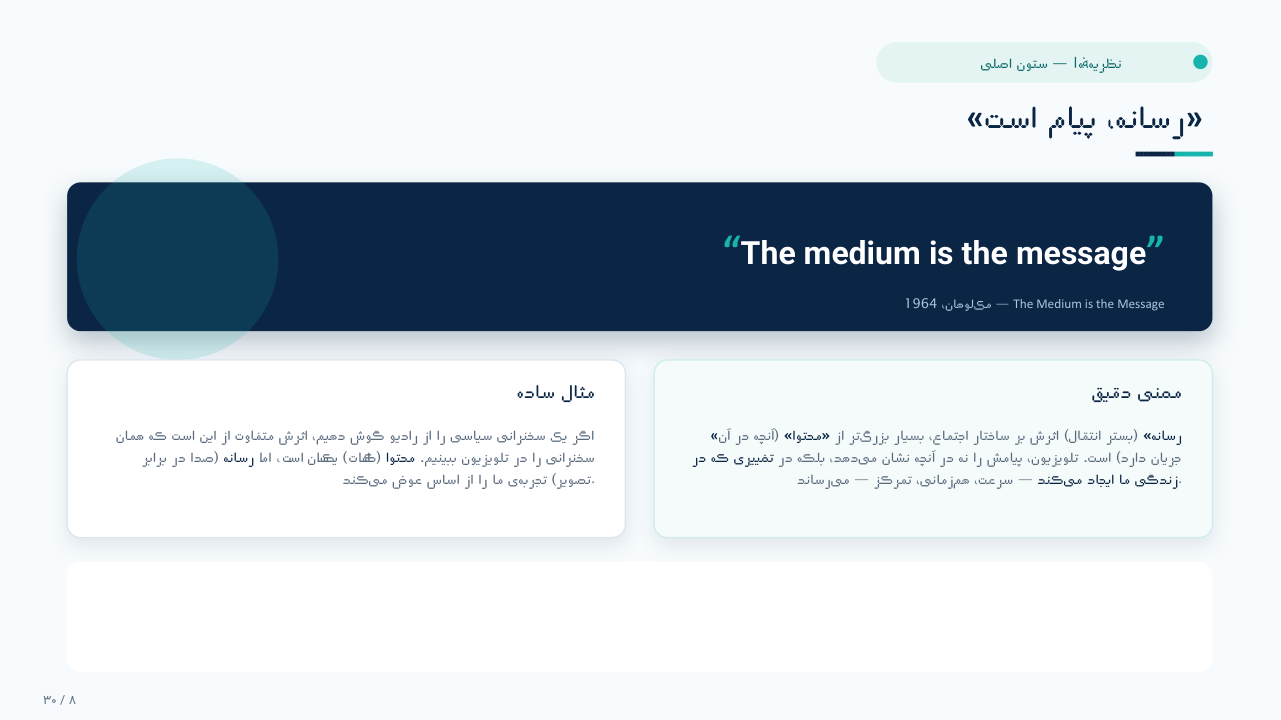 نظریه‌ها — ستون اصلی
«رسانه، پیام است»
“The medium is the message”
The Medium is the Message — مک‌لوهان، 1964
معنی دقیق
«رسانه» (بستر انتقال) اثرش بر ساختار اجتماعی، بسیار بزرگ‌تر از «محتوا» (آنچه در آن
جریان دارد) است. تلویزیون، پیامش را نه در آنچه نشان می‌دهد، بلکه در تغییری که در
زندگی ما ایجاد می‌کند — سرعت، هم‌زمانی، تمرکز — می‌رساند.
مثال ساده
اگر یک سخنرانی سیاسی را از رادیو گوش دهیم، اثرش متفاوت از این است که همان
سخنرانی را در تلویزیون ببینیم. محتوا (کلمات) یکسان است، اما رسانه (صدا در برابر
تصویر) تجربه‌ی ما را از اساس عوض می‌کند.
۸ / ۳۰